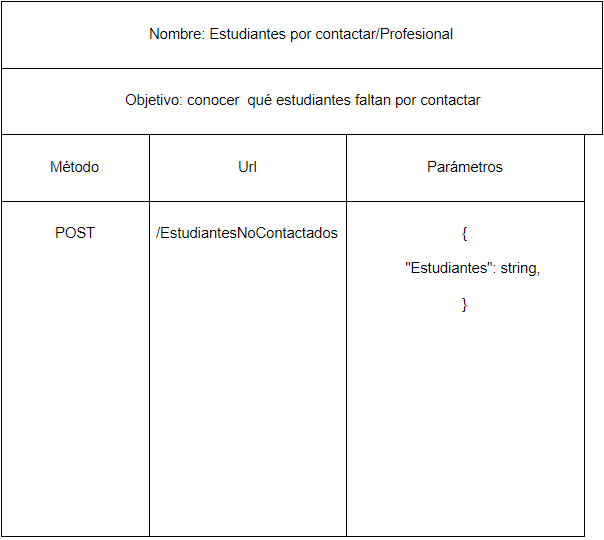 Nombre: Estudiantes por contactar/Profesional
Objetivo: conocer  qué estudiantes faltan por contactar
Método
Url
Parámetros
POST
/EstudiantesNoContactados
{
"Estudiantes": string,
}